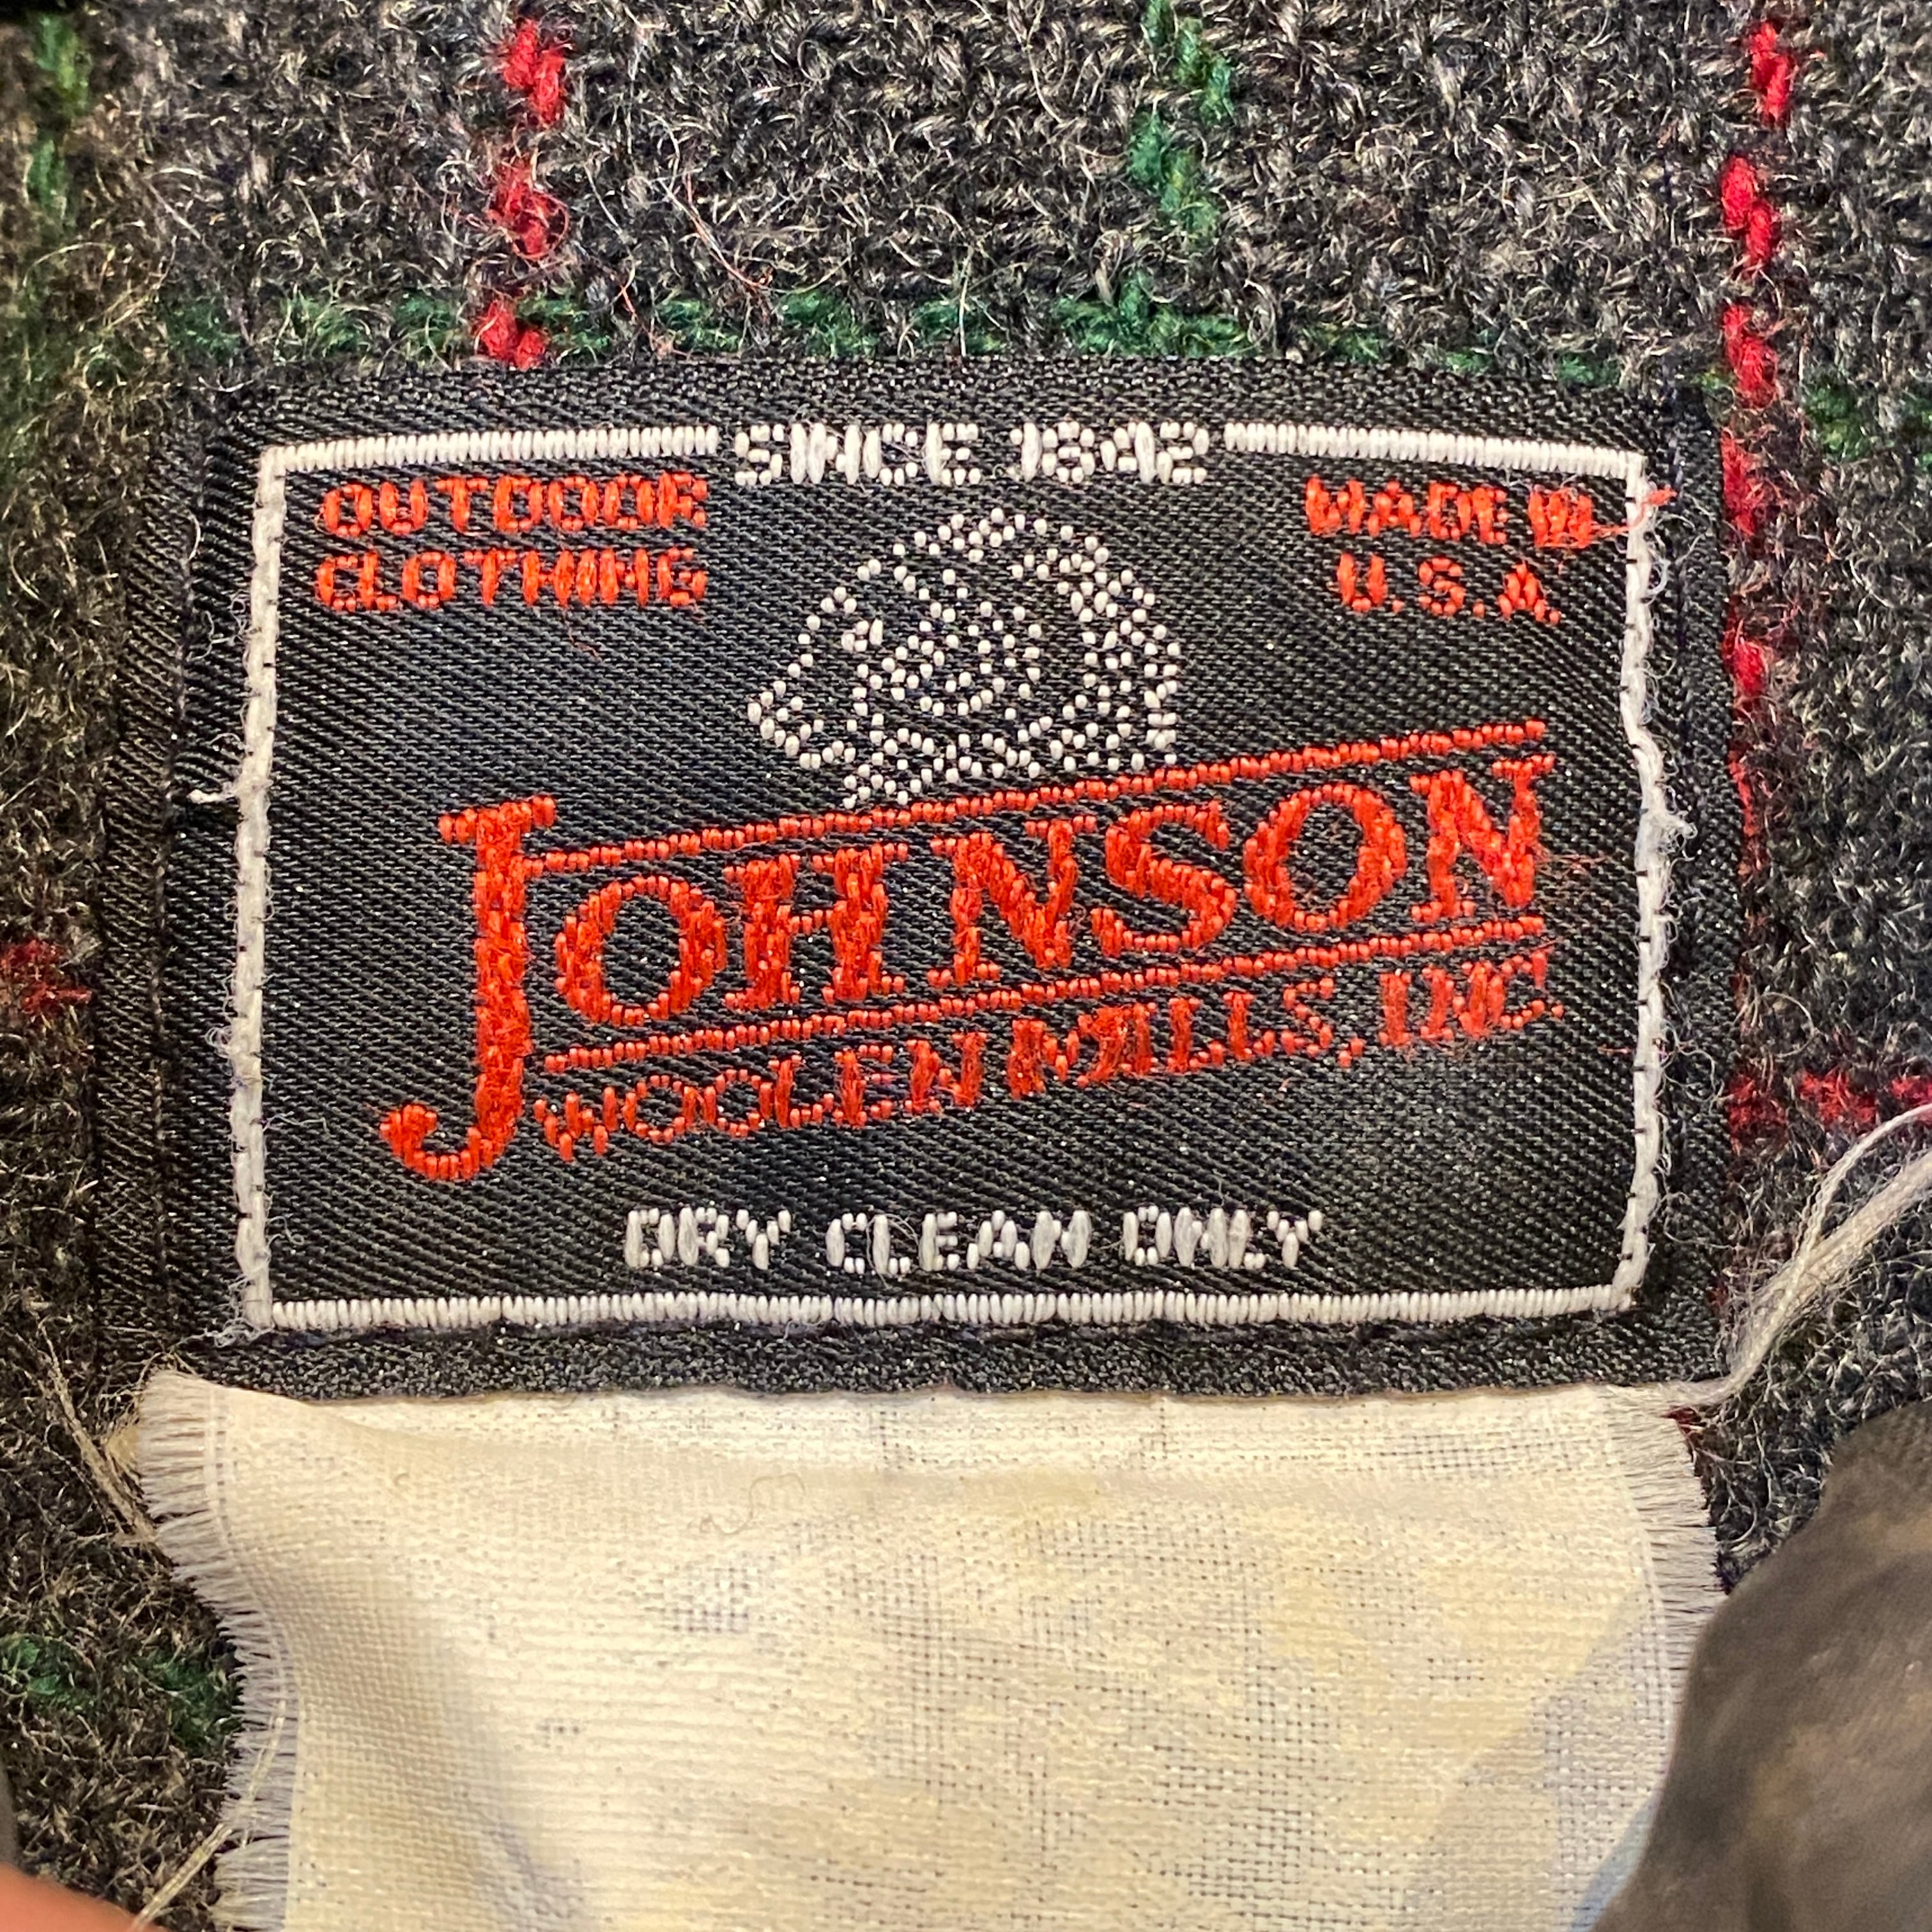 SINCE 1842
OUTDOOR
CLOTHING
MADE IN
U.S.A.
JOHNSON
WOOLEN MILLS, INC.
DRY CLEAN ONLY